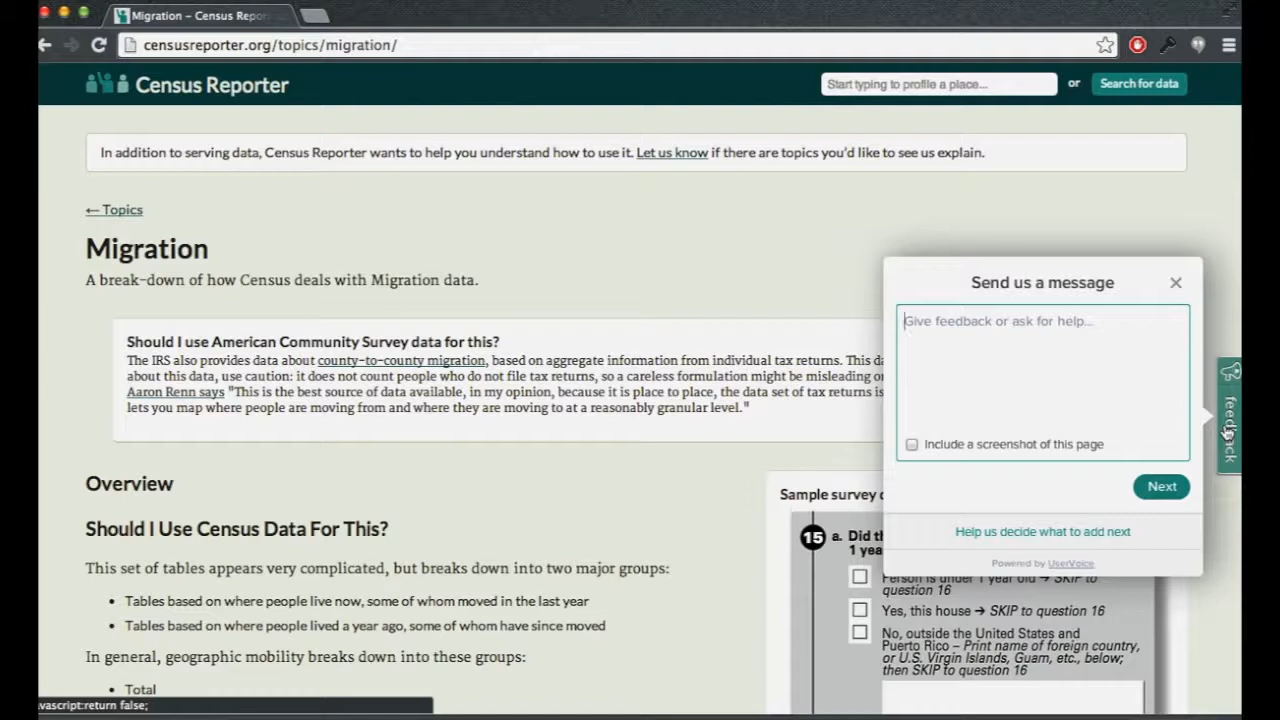 Migration – Census Repor
censusreporter.org/topics/migration/
Census Reporter
Start typing to profile a place...
or
Search for data
In addition to serving data, Census Reporter wants to help you understand how to use it. Let us know if there are topics you'd like to see us explain.
← Topics
Migration
A break-down of how Census deals with Migration data.
Should I use American Community Survey data for this?
The IRS also provides data about county-to-county migration, based on aggregate information from individual tax returns. This da
about this data, use caution: it does not count people who do not file tax returns, so a careless formulation might be misleading or
Aaron Renn says "This is the best source of data available, in my opinion, because it is place to place, the data set of tax returns is
lets you map where people are moving from and where they are moving to at a reasonably granular level."
Send us a message
Give feedback or ask for help...
Include a screenshot of this page
Next
Help us decide what to add next
Powered by UserVoice
feedback
Overview
Should I Use Census Data For This?
This set of tables appears very complicated, but breaks down into two major groups:
• Tables based on where people live now, some of whom moved in the last year
• Tables based on where people lived a year ago, some of whom have since moved
In general, geographic mobility breaks down into these groups:
• Total
Sample survey
15 a. Did th
1 yea
Person is under 1 year old → SKIP to
question 16
Yes, this house → SKIP to question 16
No, outside the United States and
Puerto Rico – Print name of foreign country,
or U.S. Virgin Islands, Guam, etc., below;
then SKIP to question 16
avascript:return false;